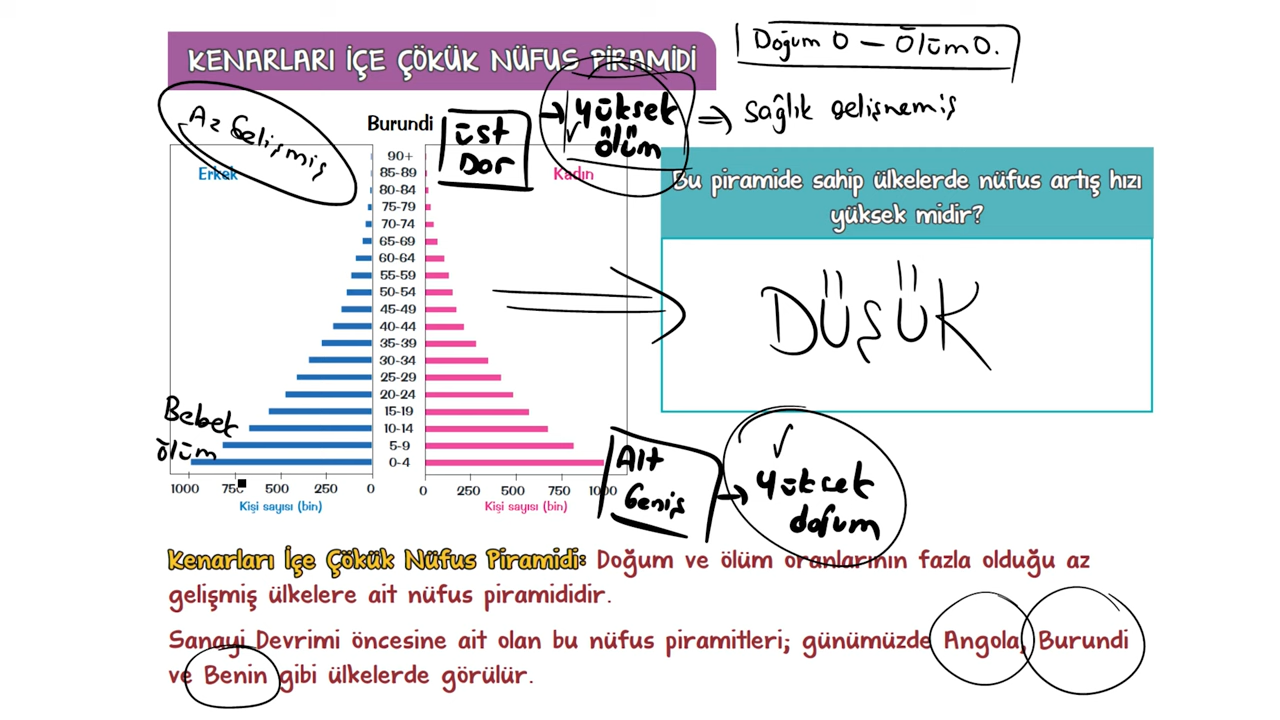 KENARLARI İÇE ÇÖKÜK NÜFUS PİRAMİDİ
Doğum O – Ölüm O.
Az Gelişmiş
Burundi
üst
Dar
Yüksek
ölüm
Sağlık gelişnemiş
Erkek
Kadın
90+
85-89
80-84
75-79
70-74
65-69
60-64
55-59
50-54
45-49
40-44
35-39
30-34
25-29
20-24
15-19
10-14
5-9
0-4
Bebek
ölüm
1000 750 500 250 0
0 250 500 750 1000
Kişi sayısı (bin)
Kişi sayısı (bin)
Bu piramide sahip ülkelerde nüfus artış hızı
yüksek midir?
DÜŞÜK
Alt
Geniş
Yüksek
doğum
Kenarları İçe Çökük Nüfus Piramidi: Doğum ve ölüm oranlarının fazla olduğu az
gelişmiş ülkelere ait nüfus piramididir.
Sanayi Devrimi öncesine ait olan bu nüfus piramitleri; günümüzde Angola, Burundi
ve Benin gibi ülkelerde görülür.